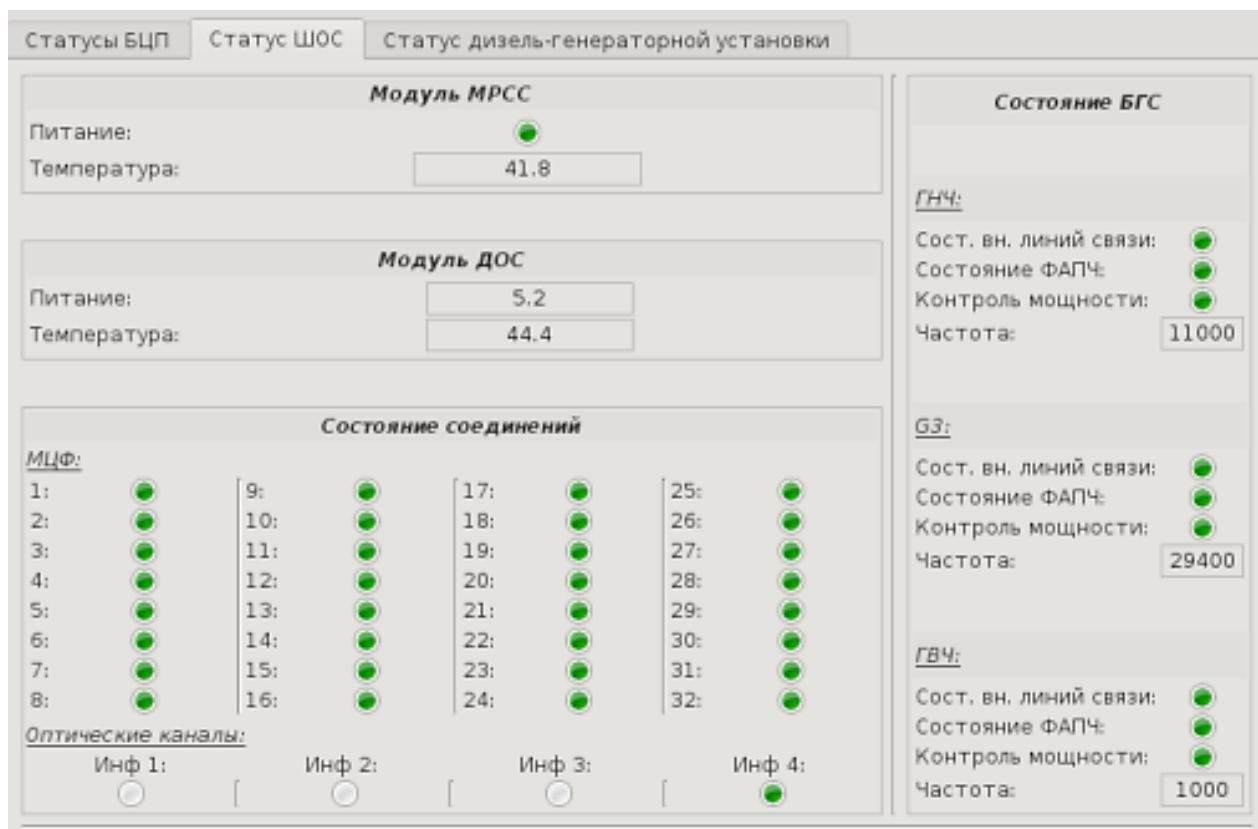 Статусы БЦП Статус ШОС Статус дизель-генераторной установки
Модуль МРСС
Питание:
Температура: 41.8
Модуль ДОС
Питание: 5.2
Температура: 44.4
Состояние соединений
МЦФ:
1: 9: 17: 25:
2: 10: 18: 26:
3: 11: 19: 27:
4: 12: 20: 28:
5: 13: 21: 29:
6: 14: 22: 30:
7: 15: 23: 31:
8: 16: 24: 32:
Оптические каналы:
Инф 1: Инф 2: Инф 3: Инф 4:
Состояние БГС
ГНЧ:
Сост. вн. линий связи:
Состояние ФАПЧ:
Контроль мощности:
Частота: 11000
G3:
Сост. вн. линий связи:
Состояние ФАПЧ:
Контроль мощности:
Частота: 29400
ГВЧ:
Сост. вн. линий связи:
Состояние ФАПЧ:
Контроль мощности:
Частота: 1000